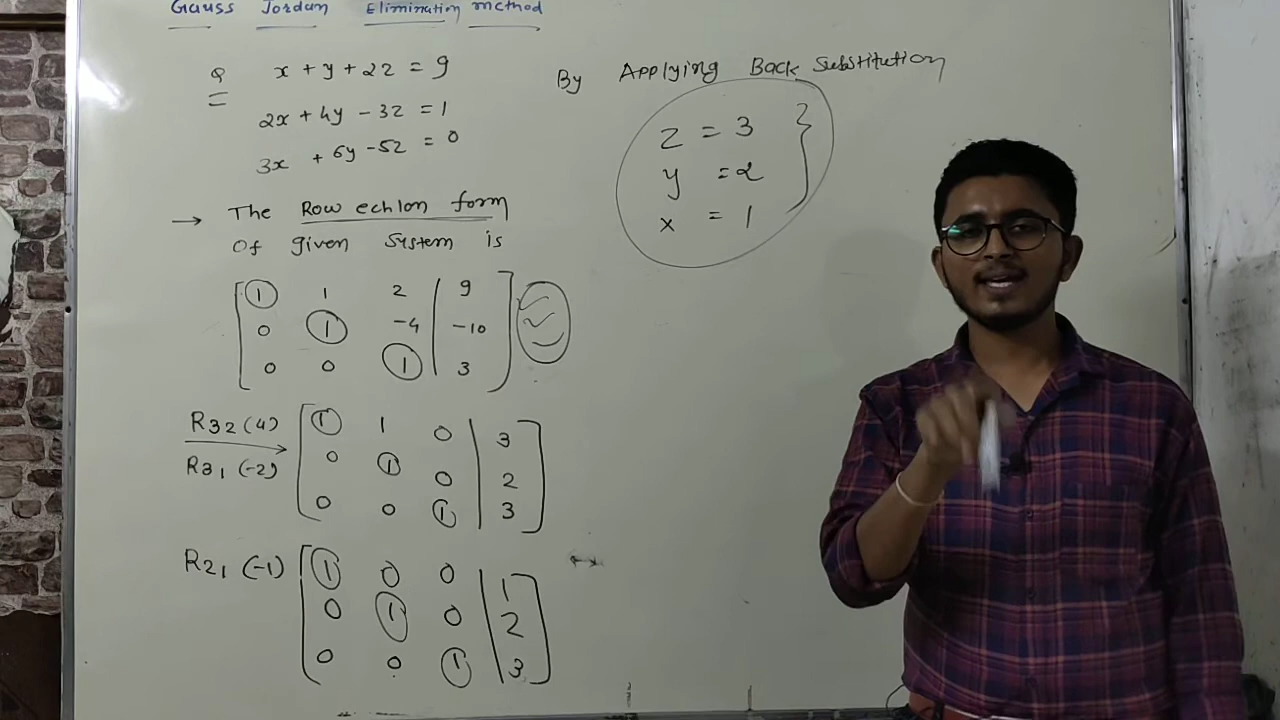 Gauss Jordan Elimination method
Q x + y + 2z = 9
2x + 4y - 3z = 1
3x + 6y - 5z = 0
→ The Row echlon form
Of given System is
1 1 2 | 9
0 1 -4 | -10
0 0 1 | 3
R32 (4)
R31 (-2)
1 1 0 | 3
0 1 0 | 2
0 0 1 | 3
R21 (-1)
1 0 0 | 1
0 1 0 | 2
0 0 1 | 3
By Applying Back Substitution
z = 3
y = 2
x = 1